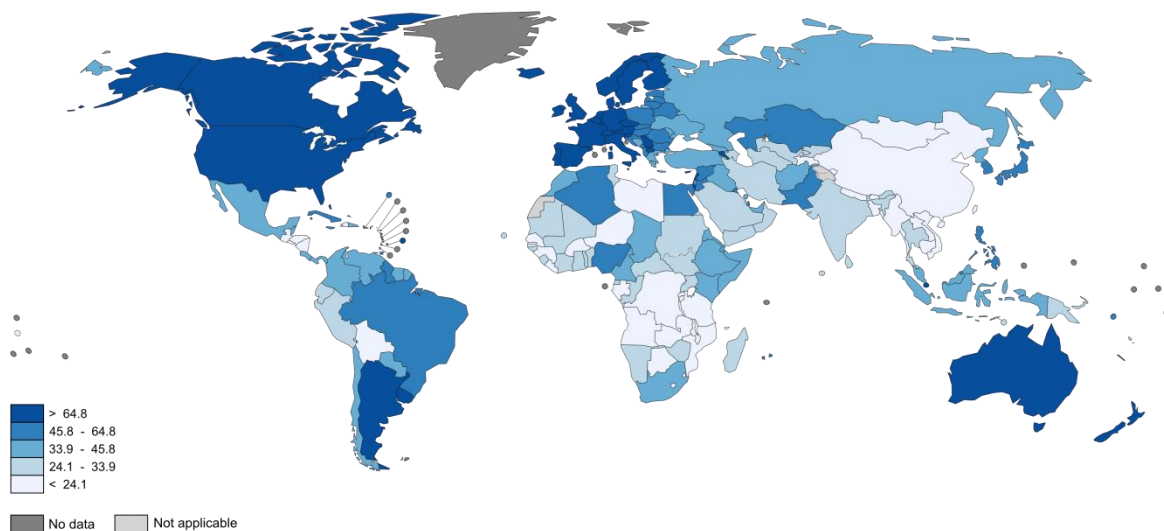 > 64.8
45.8 - 64.8
33.9 - 45.8
24.1 - 33.9
< 24.1
No data
Not applicable